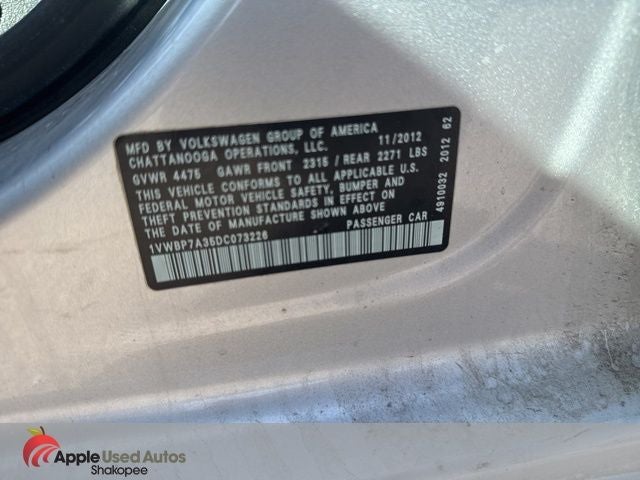 MFD BY VOLKSWAGEN GROUP OF AMERICA
CHATTANOOGA OPERATIONS, LLC. 11/2012
GVWR 4475 GAWR FRONT 2315 / REAR 2271 LBS
THIS VEHICLE CONFORMS TO ALL APPLICABLE U.S.
FEDERAL MOTOR VEHICLE SAFETY, BUMPER AND
THEFT PREVENTION STANDARDS IN EFFECT ON
THE DATE OF MANUFACTURE SHOWN ABOVE.
1VWBP7A36DC073226 PASSENGER CAR
4910032 2012 62
Apple Used Autos
Shakopee